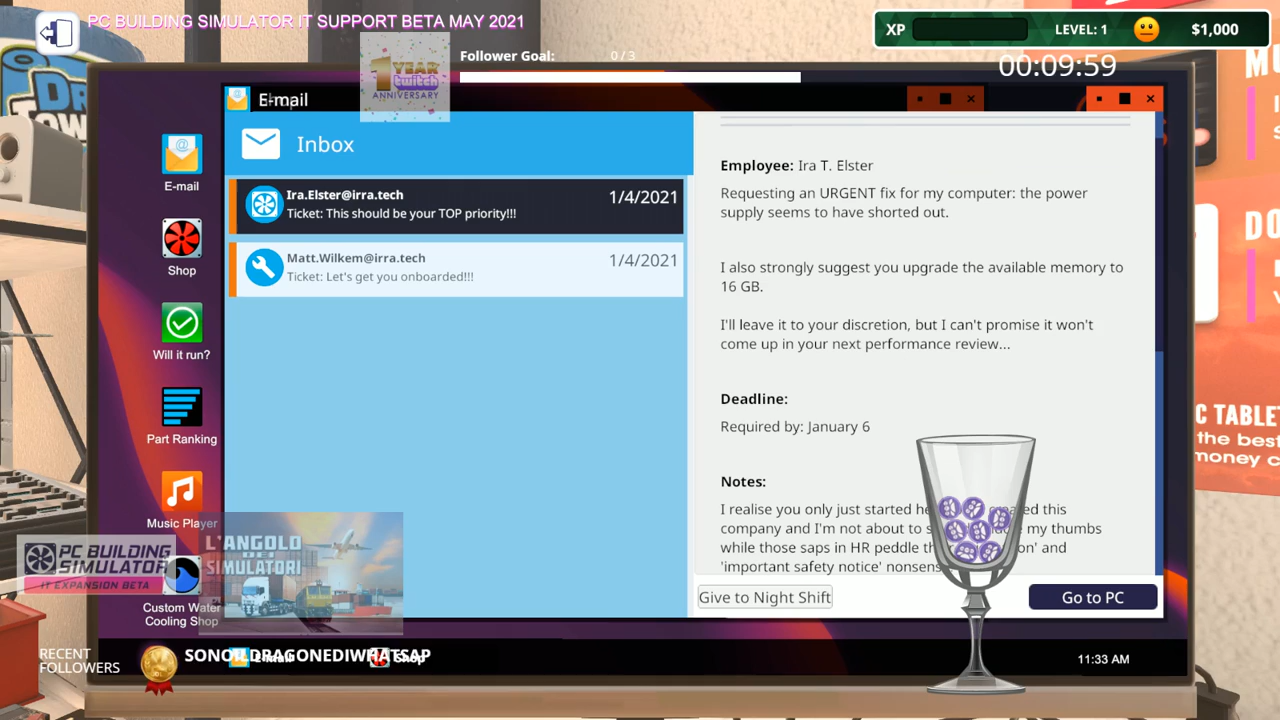 PC BUILDING SIMULATOR IT SUPPORT BETA MAY 2021
XP
LEVEL: 1
$1,000
Follower Goal:
0 / 3
00:09:59
1 YEAR
twitch
ANNIVERSARY
E-mail
Inbox
Ira.Elster@irra.tech
1/4/2021
Ticket: This should be your TOP priority!!!
Matt.Wilkem@irra.tech
1/4/2021
Ticket: Let's get you onboarded!!!
E-mail
Shop
Will it run?
Part Ranking
Music Player
Custom Water
Cooling Shop
Employee: Ira T. Elster
Requesting an URGENT fix for my computer: the power
supply seems to have shorted out.
I also strongly suggest you upgrade the available memory to
16 GB.
I'll leave it to your discretion, but I can't promise it won't
come up in your next performance review...
Deadline:
Required by: January 6
Notes:
I realise you only just started this
company and I'm not about to my thumbs
while those saps in HR peddle and
'important safety notice'
Give to Night Shift
Go to PC
PC BUILDING
SIMULATOR
IT EXPANSION BETA
L'ANGOLO
DEI
SIMULATORI
RECENT
FOLLOWERS
SONOILDRAGONEDIWHATSAP
E-mail
Shop
11:33 AM
C TABLET
the best
money c